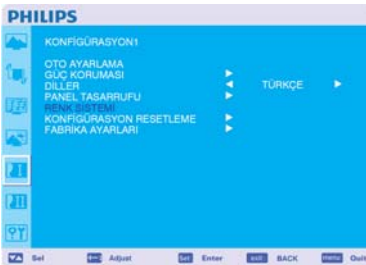 PHILIPS
KONFİGÜRASYON1
OTO AYARLAMA
GÜÇ KORUMASI
DİLLER TÜRKÇE
PANEL TASARRUFU
RENK SİSTEMİ
KONFİGÜRASYON RESETLEME
FABRİKA AYARLARI
Sel Adjust Set Enter exit BACK menu Quit